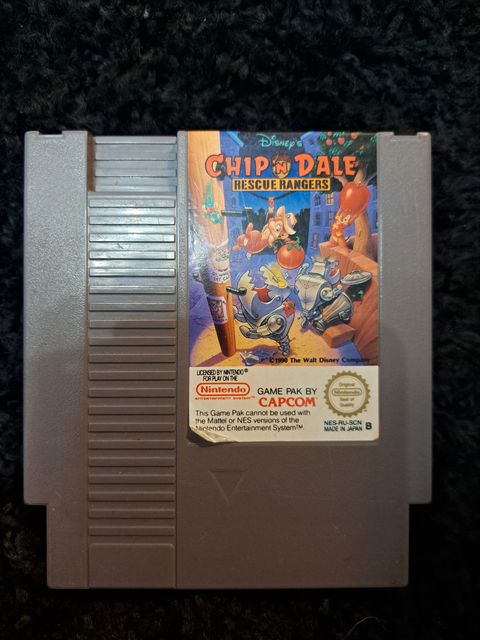 Disney's
CHIP 'N DALE
RESCUE RANGERS
©1990 The Walt Disney Company
LICENSED BY NINTENDO®
FOR PLAY ON THE
Nintendo
ENTERTAINMENT SYSTEM™
GAME PAK BY
CAPCOM
This Game Pak cannot be used with
the Mattel or NES versions of the
Nintendo Entertainment System™.
Original
Nintendo
Seal of
Quality
NES-RU-SCN
MADE IN JAPAN B